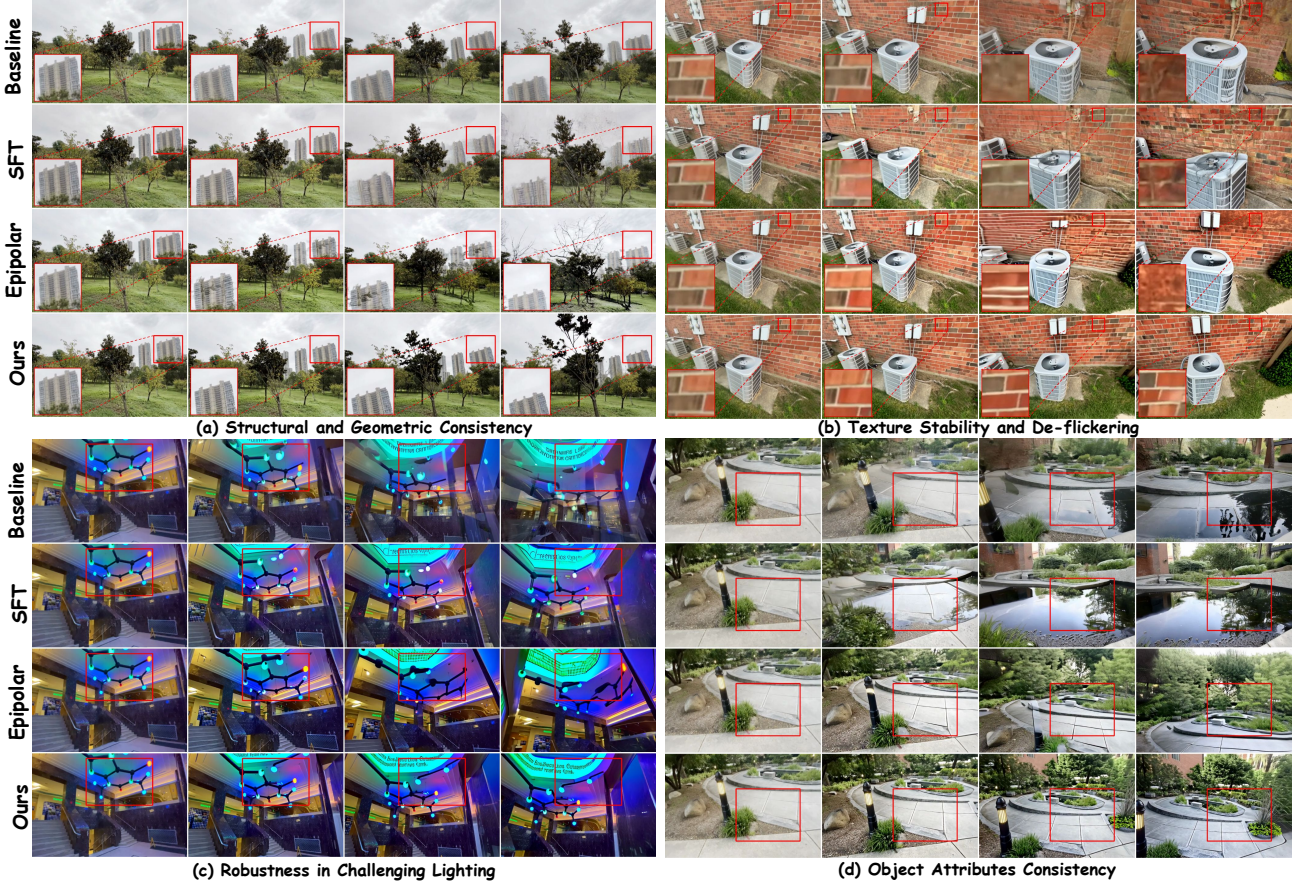 Baseline
SFT
Epipolar
Ours
(a) Structural and Geometric Consistency
(b) Texture Stability and De-flickering
Baseline
SFT
Epipolar
Ours
(c) Robustness in Challenging Lighting
(d) Object Attributes Consistency